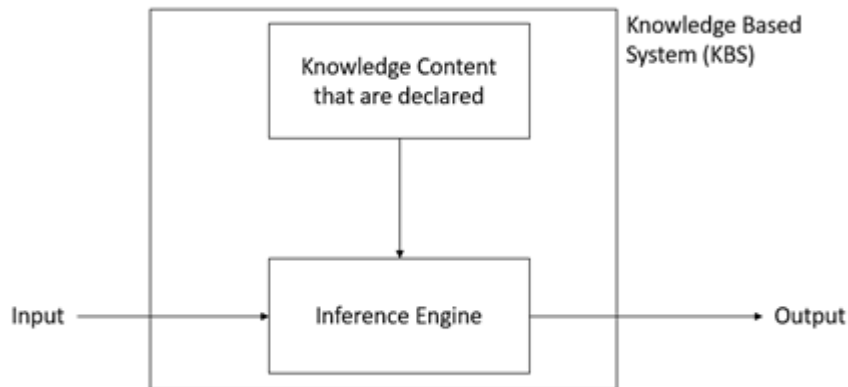 Knowledge Based
System (KBS)
Knowledge Content
that are declared
Input
Inference Engine
Output